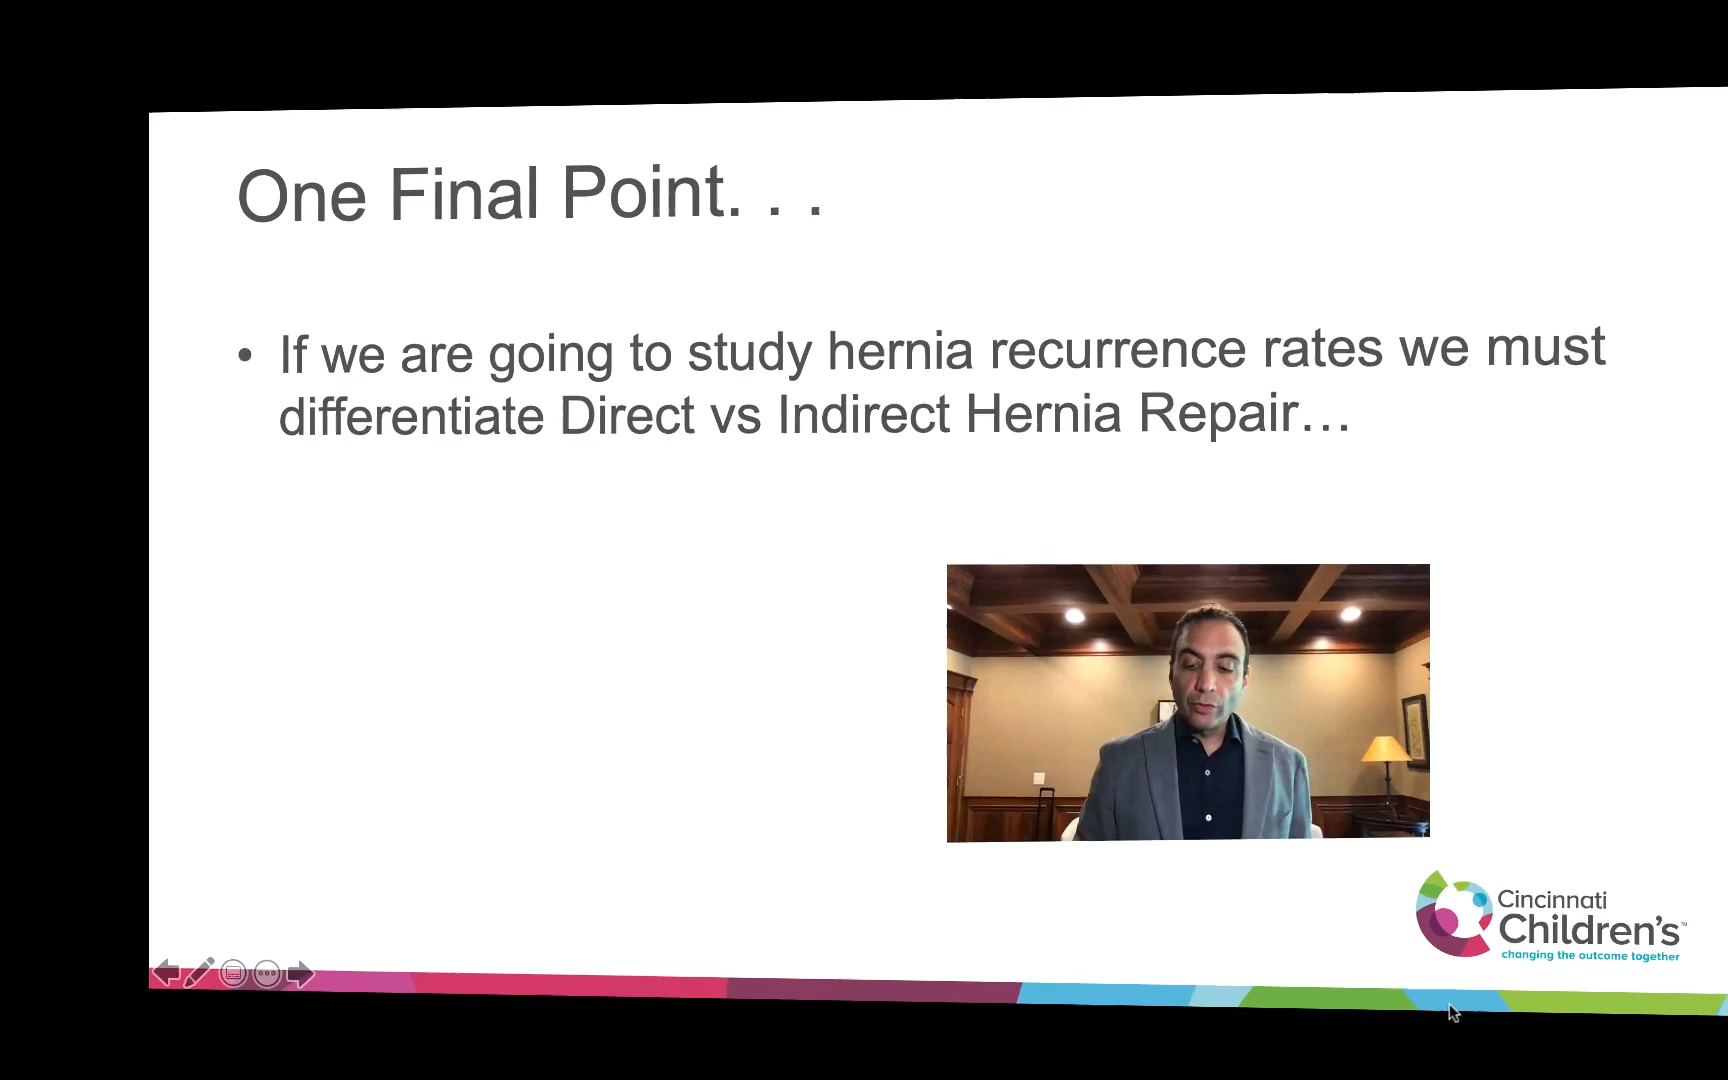 One Final Point. . .
• If we are going to study hernia recurrence rates we must
differentiate Direct vs Indirect Hernia Repair…
Cincinnati
Children's™
changing the outcome together